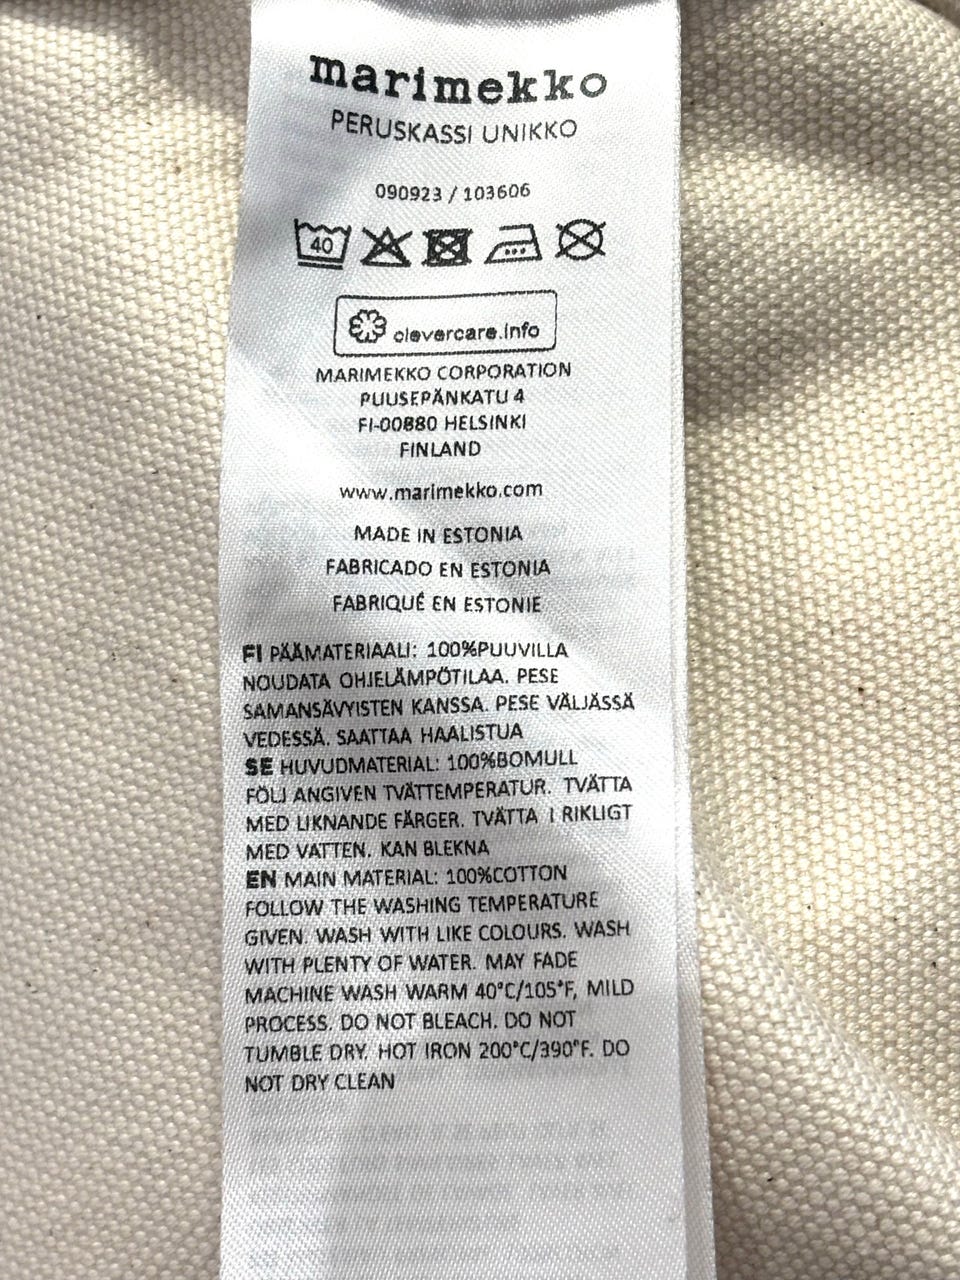 marimekko
PERUSKASSI UNIKKO
090923 / 103606
40
clevercare.info
MARIMEKKO CORPORATION
PUUSEPÄNKATU 4
FI-00880 HELSINKI
FINLAND
www.marimekko.com
MADE IN ESTONIA
FABRICADO EN ESTONIA
FABRIQUÉ EN ESTONIE
FI PÄÄMATERIAALI: 100%PUUVILLA
NOUDATA OHJELÄMPÖTILAA. PESE
SAMANSÄVYISTEN KANSSA. PESE VÄLJÄSSÄ
VEDESSÄ. SAATTAA HAALISTUA
SE HUVUDMATERIAL: 100%BOMULL
FÖLJ ANGIVEN TVÄTTEMPERATUR. TVÄTTA
MED LIKNANDE FÄRGER. TVÄTTA I RIKLIGT
MED VATTEN. KAN BLEKNA
EN MAIN MATERIAL: 100%COTTON
FOLLOW THE WASHING TEMPERATURE
GIVEN. WASH WITH LIKE COLOURS. WASH
WITH PLENTY OF WATER. MAY FADE
MACHINE WASH WARM 40°C/105°F, MILD
PROCESS. DO NOT BLEACH. DO NOT
TUMBLE DRY. HOT IRON 200°C/390°F. DO
NOT DRY CLEAN